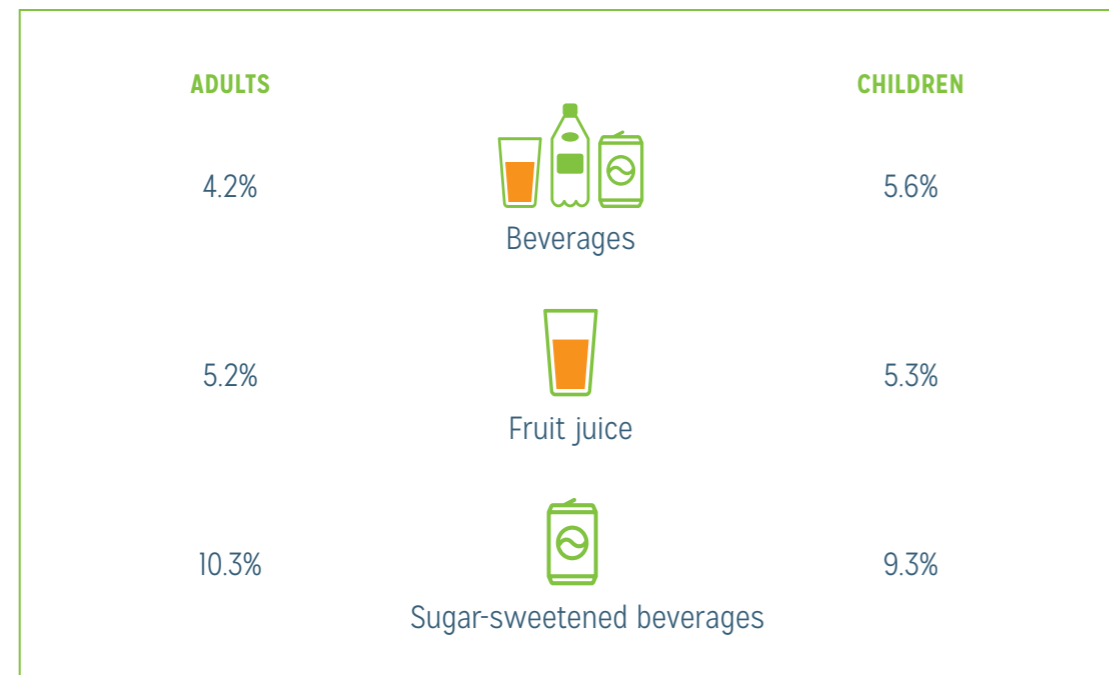 ADULTS CHILDREN
4.2% 5.6%
Beverages
5.2% 5.3%
Fruit juice
10.3% 9.3%
Sugar-sweetened beverages